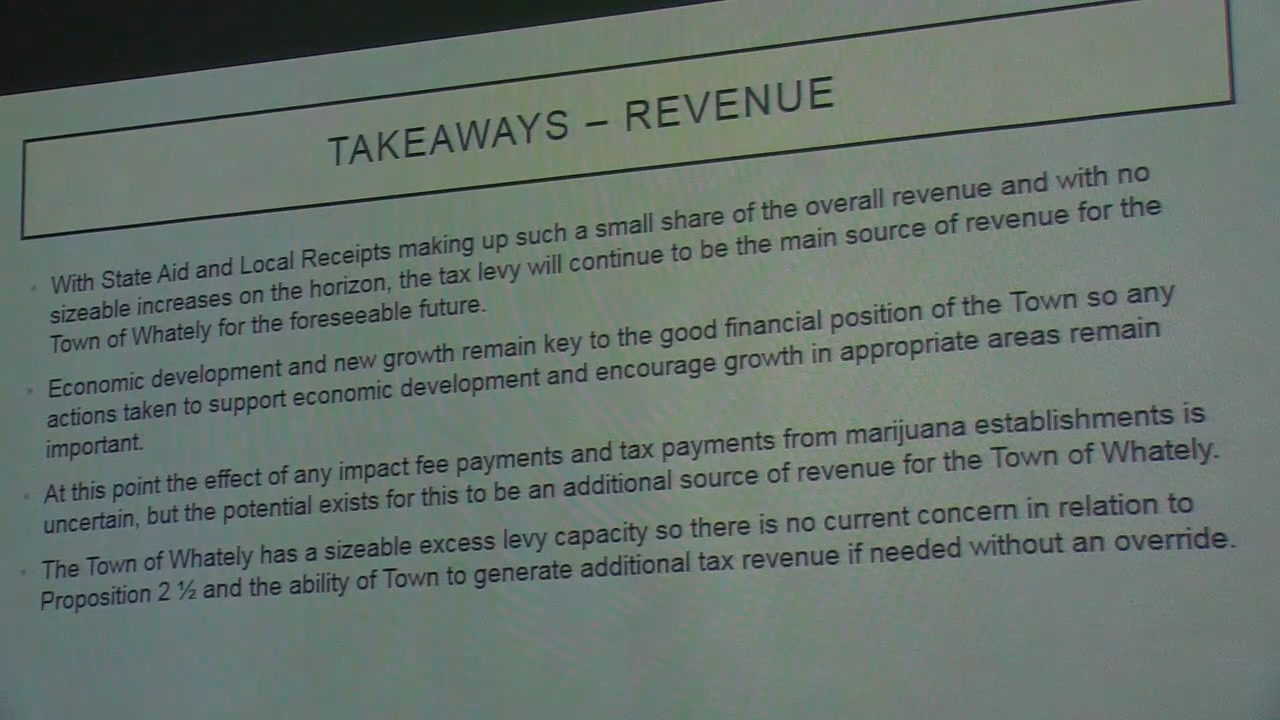 TAKEAWAYS – REVENUE
• With State Aid and Local Receipts making up such a small share of the overall revenue and with no
sizeable increases on the horizon, the tax levy will continue to be the main source of revenue for the
Town of Whately for the foreseeable future.
• Economic development and new growth remain key to the good financial position of the Town so any
actions taken to support economic development and encourage growth in appropriate areas remain
important.
• At this point the effect of any impact fee payments and tax payments from marijuana establishments is
uncertain, but the potential exists for this to be an additional source of revenue for the Town of Whately.
• The Town of Whately has a sizeable excess levy capacity so there is no current concern in relation to
Proposition 2 ½ and the ability of Town to generate additional tax revenue if needed without an override.